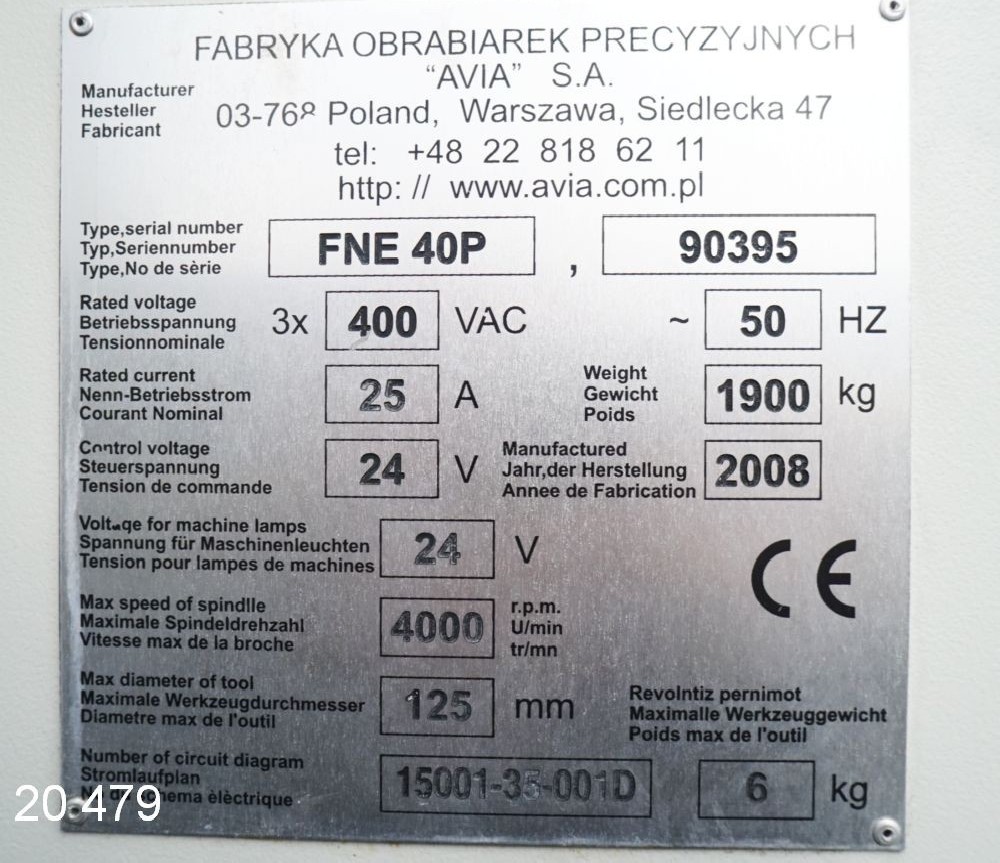 FABRYKA OBRABIAREK PRECYZYJNYCH
"AVIA" S.A.
Manufacturer
Hesteller
Fabricant
03-768 Poland, Warszawa, Siedlecka 47
tel: +48 22 818 62 11
http: // www.avia.com.pl
Type,serial number
Typ,Seriennumber
Type,No de sèrie
FNE 40P , 90395
Rated voltage
Betriebsspannung
Tensionnominale
3x 400 VAC ~ 50 HZ
Rated current
Nenn-Betriebsstrom
Courant Nominal
25 A
Weight
Gewicht
Poids
1900 kg
Control voltage
Steuerspannung
Tension de commande
24 V
Manufactured
Jahr,der Herstellung
Annee de Fabrication
2008
Voltage for machine lamps
Spannung für Maschinenleuchten
Tension pour lampes de machines
24 V
CE
Max speed of spindlle
Maximale Spindeldrehzahl
Vitesse max de la broche
4000
r.p.m.
U/min
tr/mn
Max diameter of tool
Maximale Werkzeugdurchmesser
Diametre max de l'outil
125 mm
Revolntiz pernimot
Maximalle Werkzeuggewicht
Poids max de l'outil
6 kg
Number of circuit diagram
Stromlaufplan
schema èlèctrique
15001-35-001D
20 479